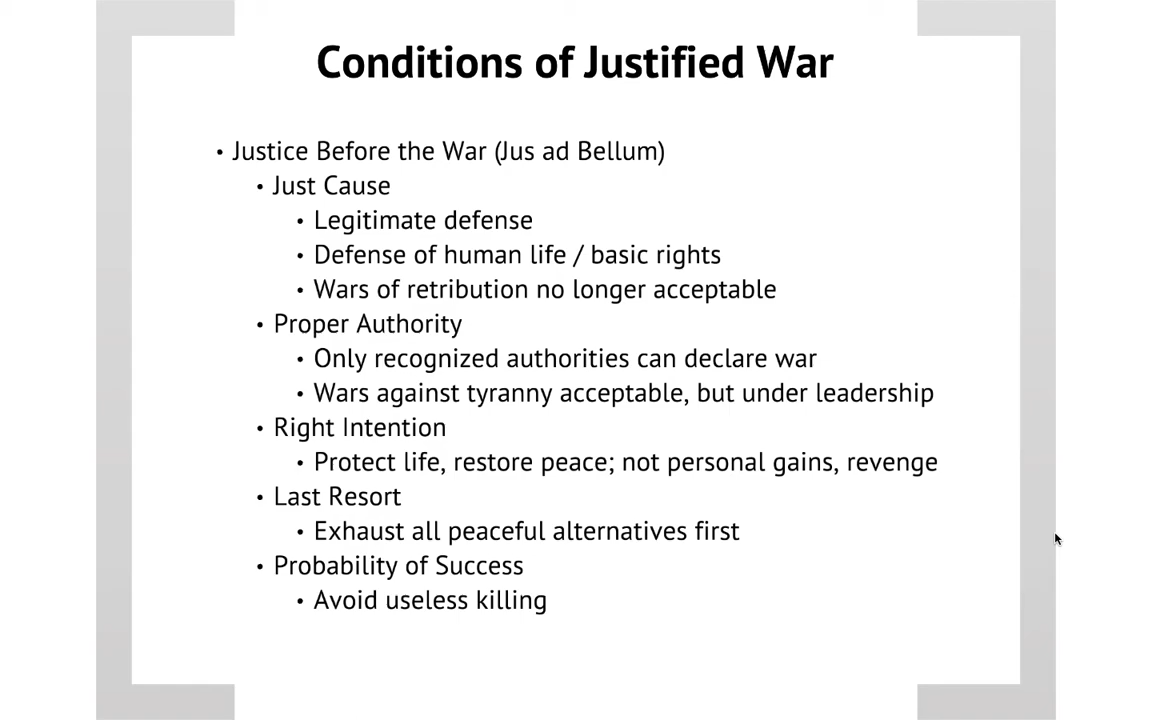 Conditions of Justified War
• Justice Before the War (Jus ad Bellum)
• Just Cause
• Legitimate defense
• Defense of human life / basic rights
• Wars of retribution no longer acceptable
• Proper Authority
• Only recognized authorities can declare war
• Wars against tyranny acceptable, but under leadership
• Right Intention
• Protect life, restore peace; not personal gains, revenge
• Last Resort
• Exhaust all peaceful alternatives first
• Probability of Success
• Avoid useless killing